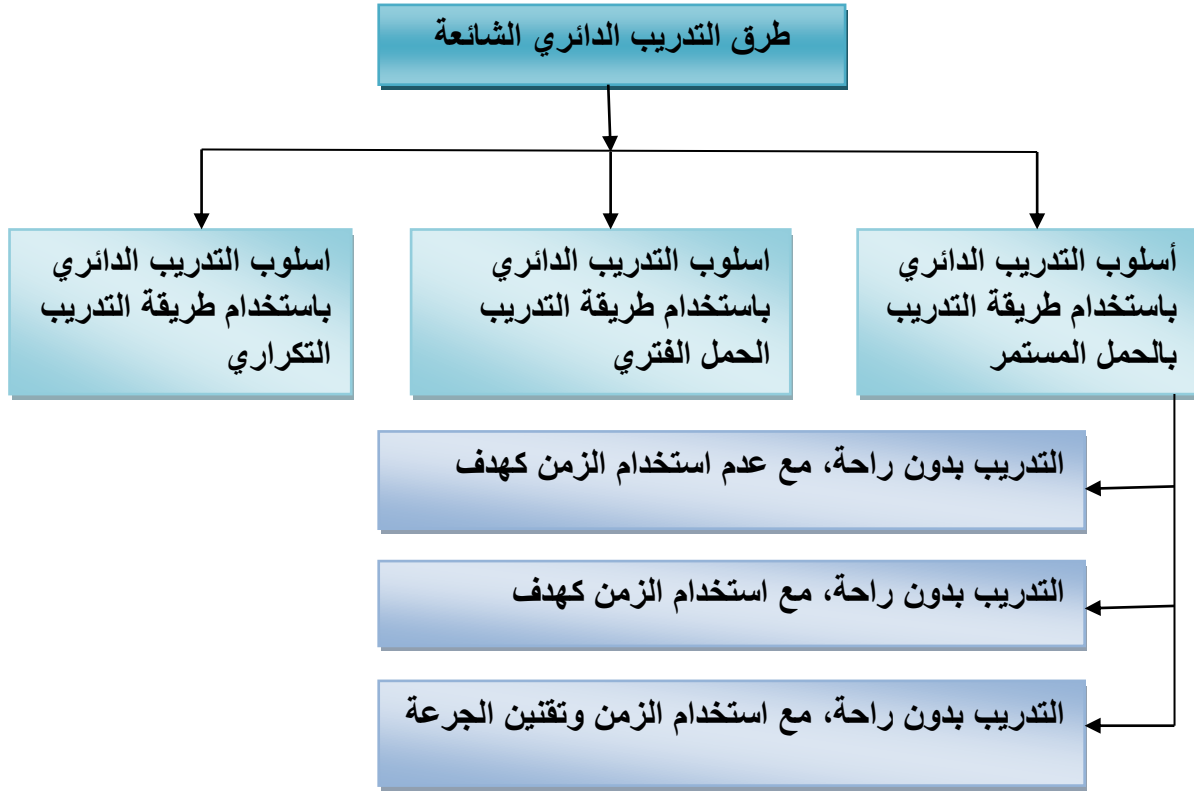 طرق التدريب الدائري الشائعة
أسلوب التدريب الدائري
باستخدام طريقة التدريب
بالحمل المستمر
اسلوب التدريب الدائري
باستخدام طريقة التدريب
الحمل الفتري
اسلوب التدريب الدائري
باستخدام طريقة التدريب
التكراري
التدريب بدون راحة، مع عدم استخدام الزمن كهدف
التدريب بدون راحة، مع استخدام الزمن كهدف
التدريب بدون راحة، مع استخدام الزمن وتقنين الجرعة